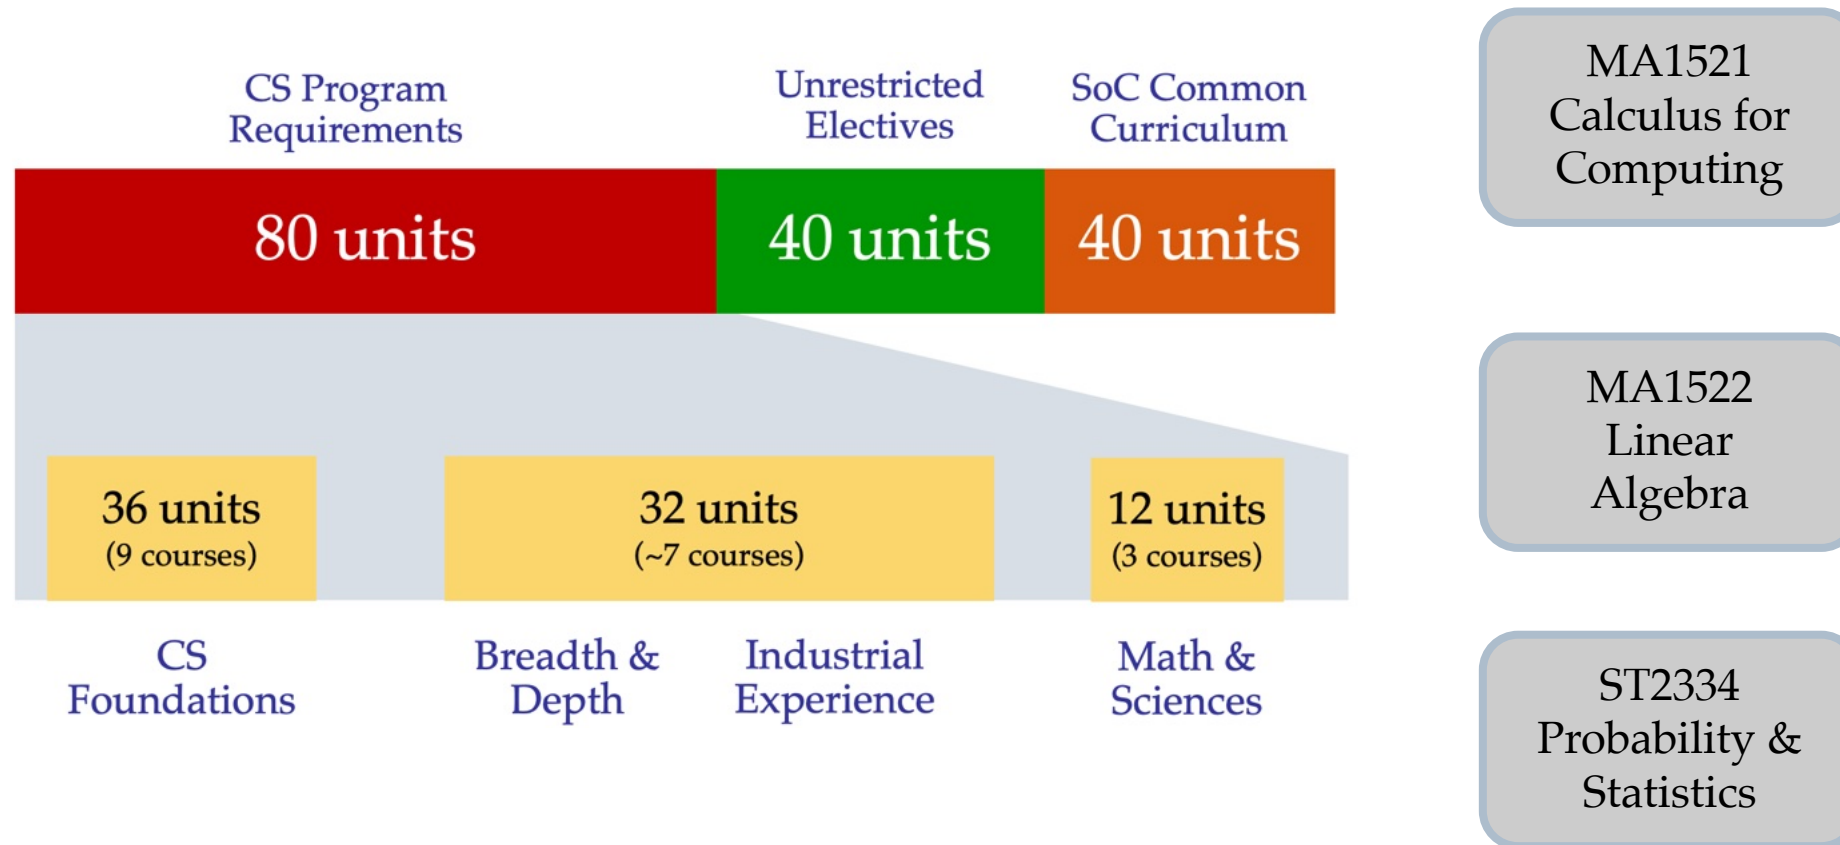 CS Program
Requirements
Unrestricted
Electives
SoC Common
Curriculum
80 units
40 units
40 units
36 units
(9 courses)
32 units
(~7 courses)
12 units
(3 courses)
CS
Foundations
Breadth &
Depth
Industrial
Experience
Math &
Sciences
MA1521
Calculus for
Computing
MA1522
Linear
Algebra
ST2334
Probability &
Statistics